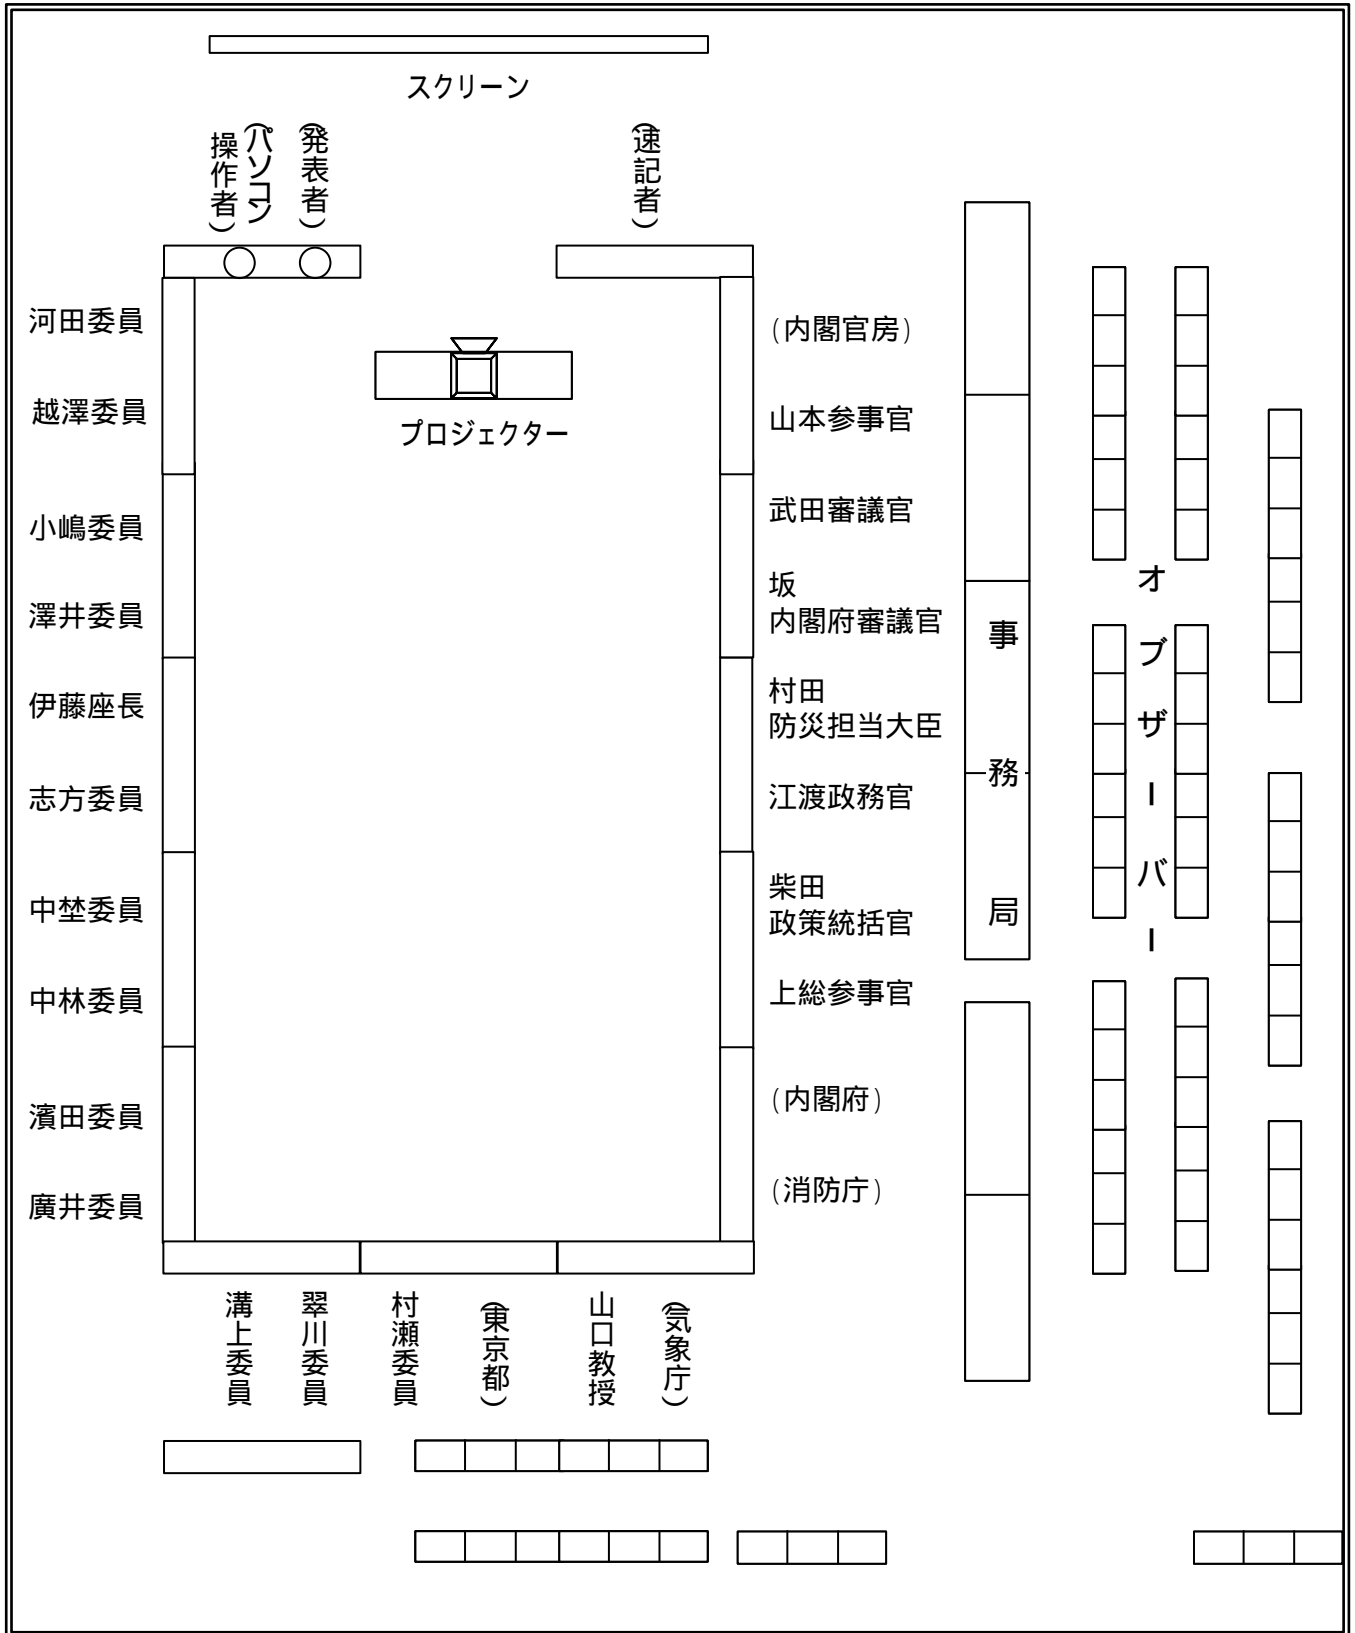 スクリーン
(パソコン
操作者)
(発表者)
(速記者)
プロジェクター
河田委員
越澤委員
小嶋委員
澤井委員
伊藤座長
志方委員
中埜委員
中林委員
濱田委員
廣井委員
(内閣官房)
山本参事官
武田審議官
坂
内閣府審議官
村田
防災担当大臣
江渡政務官
柴田
政策統括官
上総参事官
(内閣府)
(消防庁)
事務局
オブザーバー
溝上委員
翠川委員
村瀬委員
(東京都)
山口教授
(気象庁)